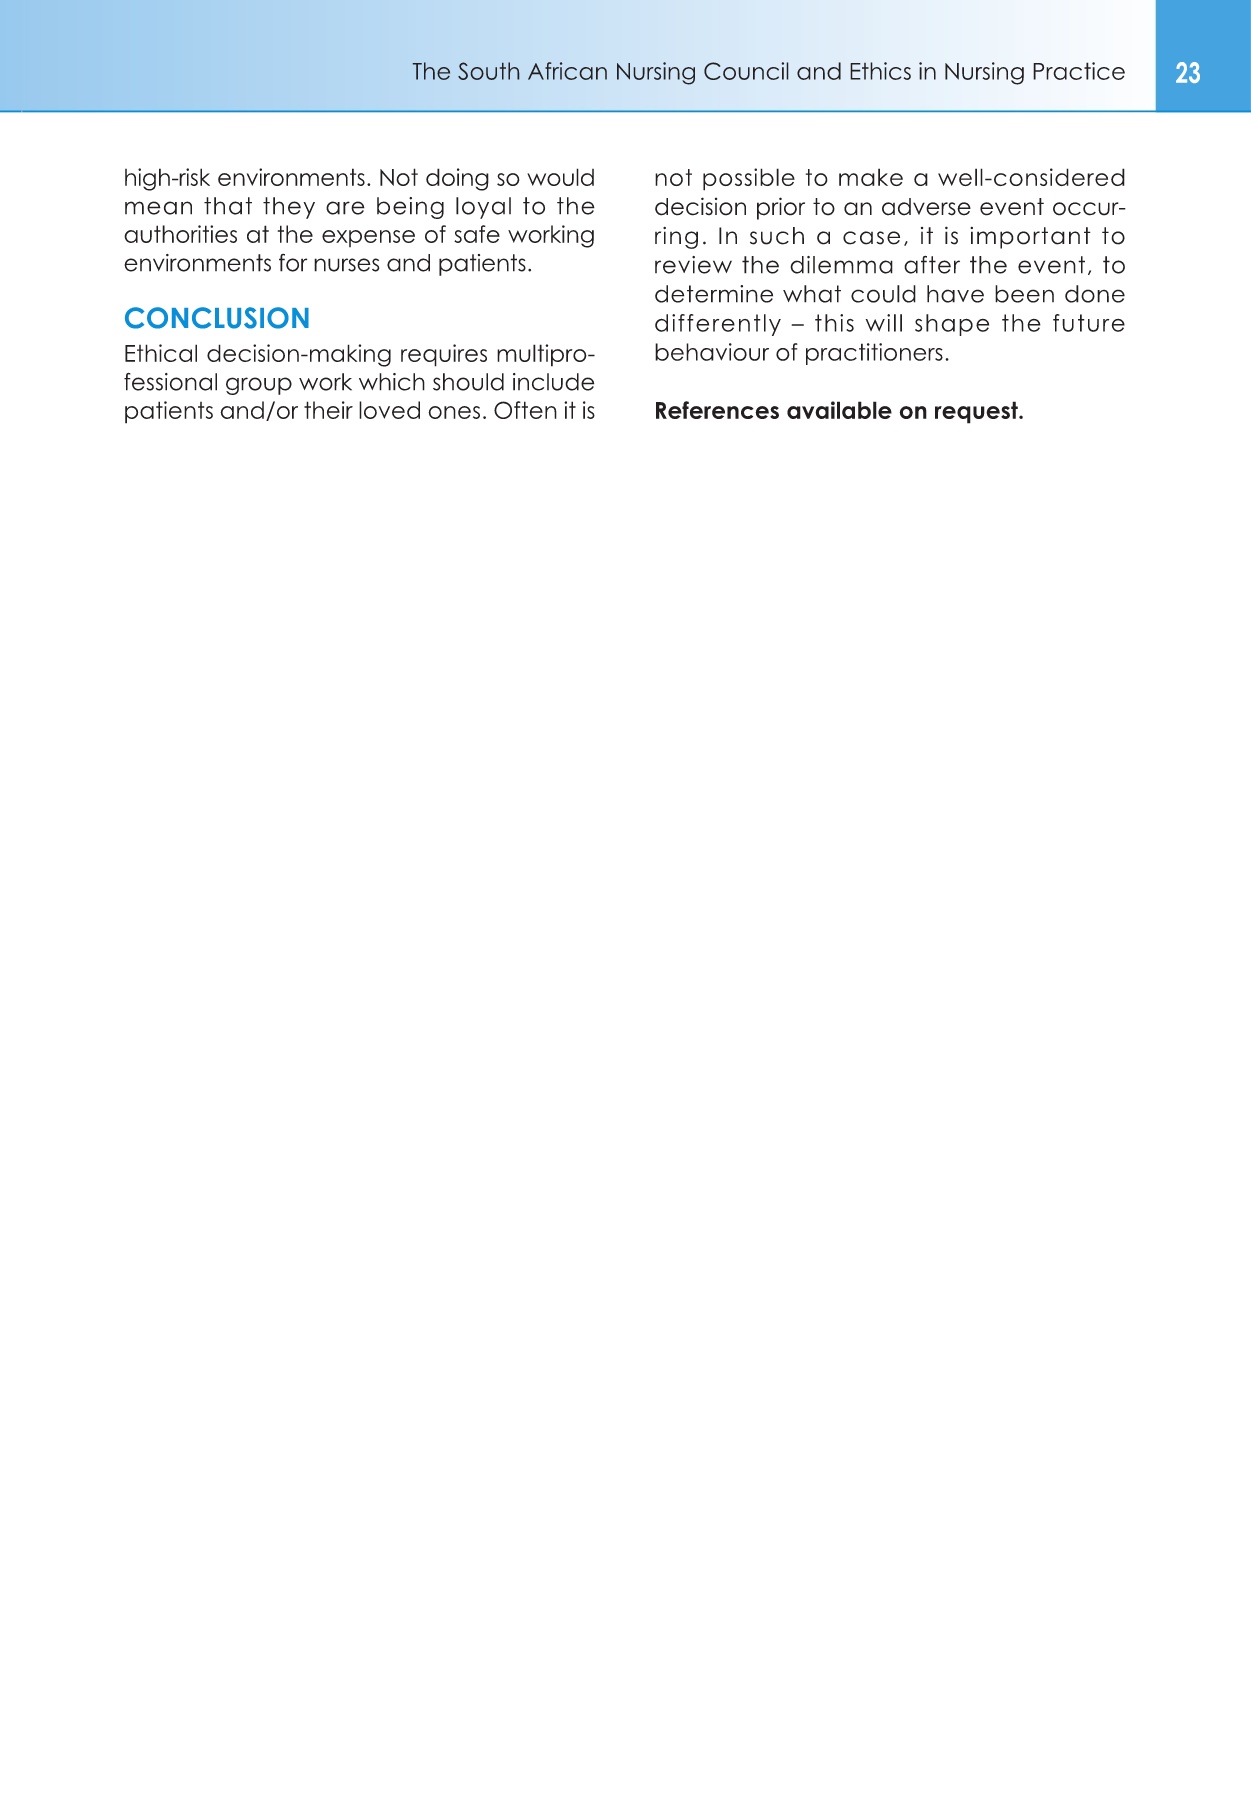 The South African Nursing Council and Ethics in Nursing Practice
23
high-risk environments. Not doing so would
mean that they are being loyal to the
authorities at the expense of safe working
environments for nurses and patients.
CONCLUSION
Ethical decision-making requires multipro-
fessional group work which should include
patients and/or their loved ones. Often it is
not possible to make a well-considered
decision prior to an adverse event occur-
ring. In such a case, it is important to
review the dilemma after the event, to
determine what could have been done
differently – this will shape the future
behaviour of practitioners.
References available on request.